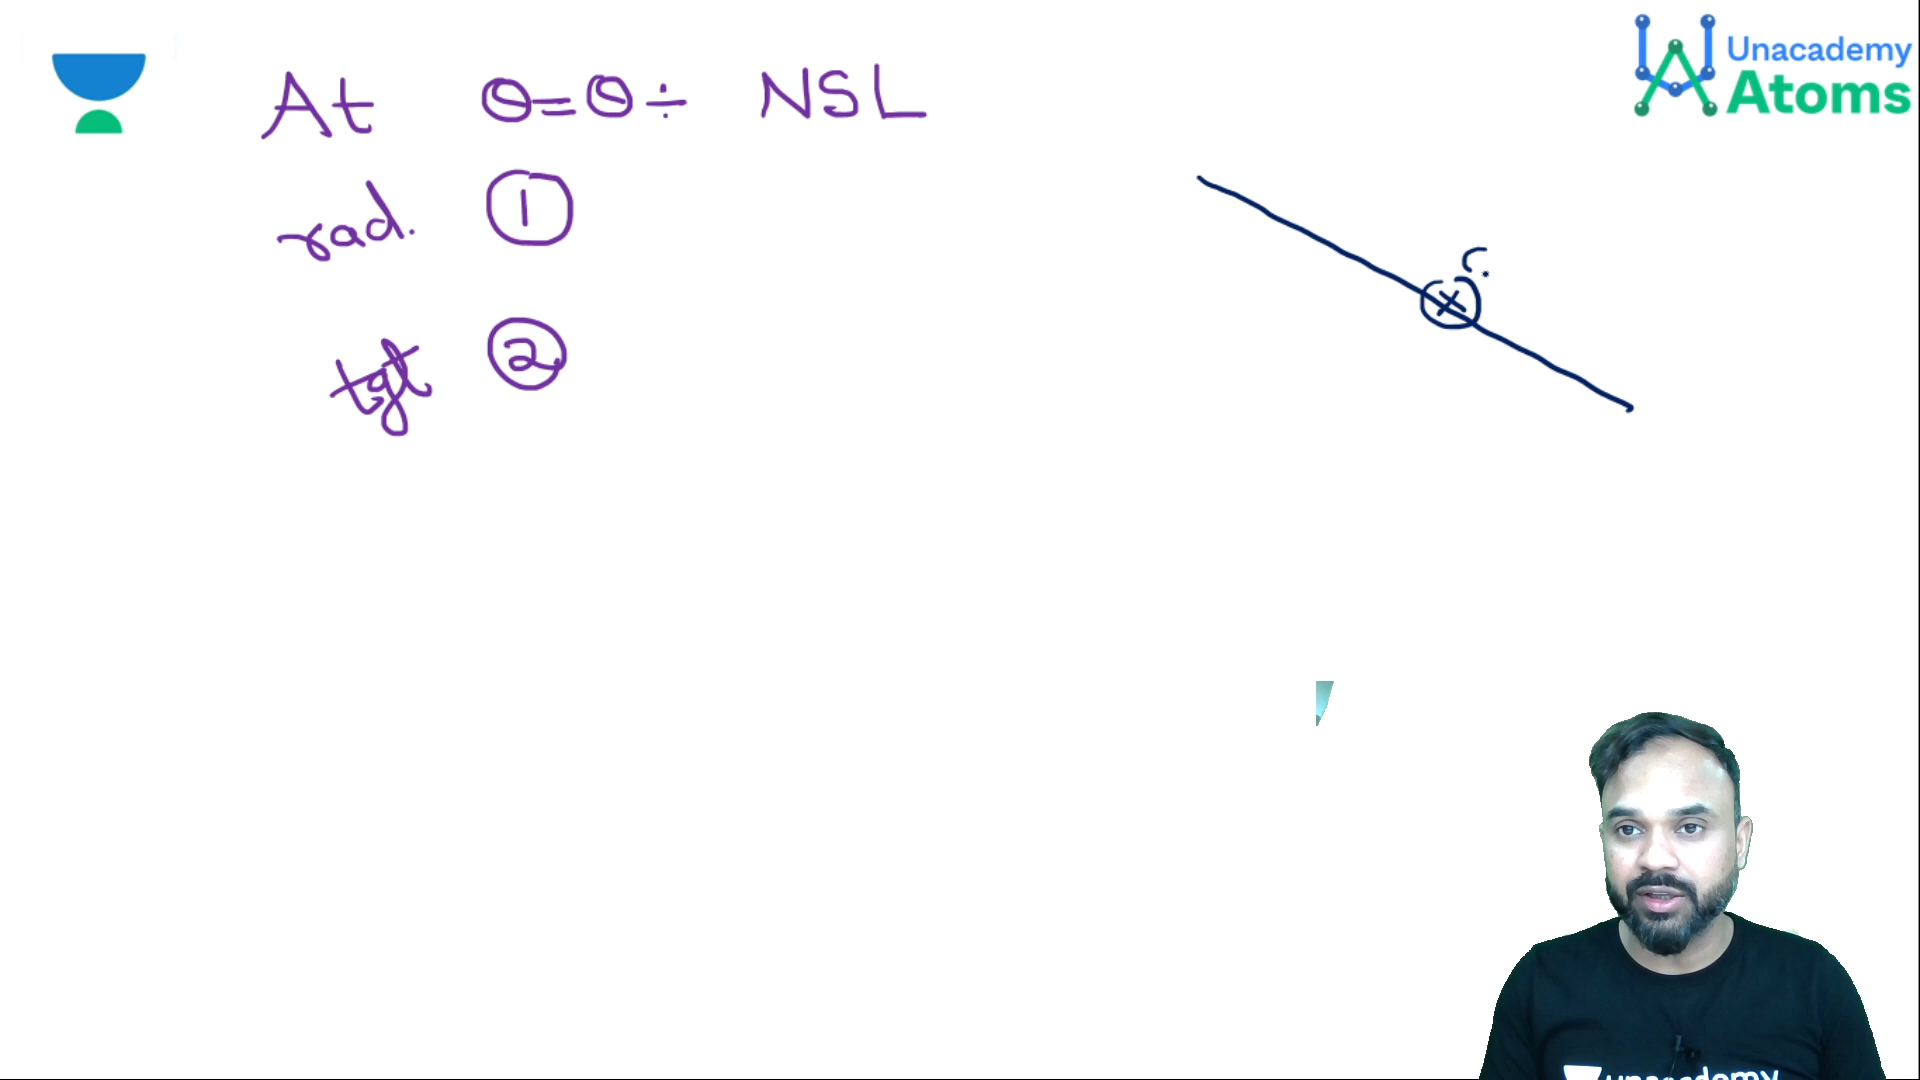 At θ=θ÷ NSL
rad. ①
tgt ②
Unacademy
Atoms
unacademy